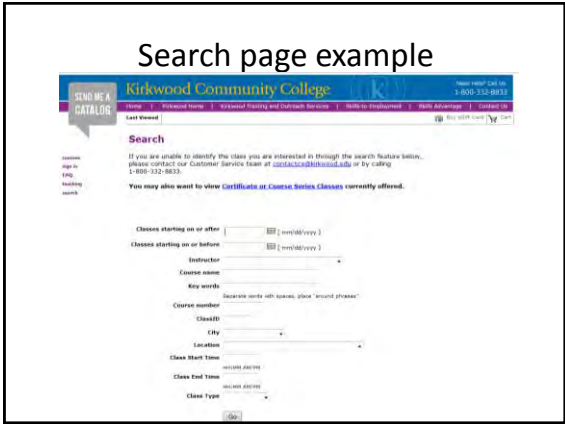 Search page example
SEND ME A
CATALOG
Kirkwood Community College
Need Help? Call Us
1-800-332-8833
Home | Kirkwood Home | Kirkwood Training and Outreach Services | Skills-to-Employment | Skills Advantage | Contact Us
Last Viewed
Buy Gift Card Cart
Search
If you are unable to identify the class you are interested in through the search feature below,
please contact our Customer Service team at contactce@kirkwood.edu or by calling
1-800-332-8833.
sign in
FAQ
search
You may also want to view Certificate or Course Series Classes currently offered.
Classes starting on or after [ mm/dd/yyyy ]
Classes starting on or before [ mm/dd/yyyy ]
Instructor
Course name
Key words
Separate words with spaces, place "around phrases"
Course number
ClassID
City
Location
Class Start Time
Class End Time
Class Type
Go